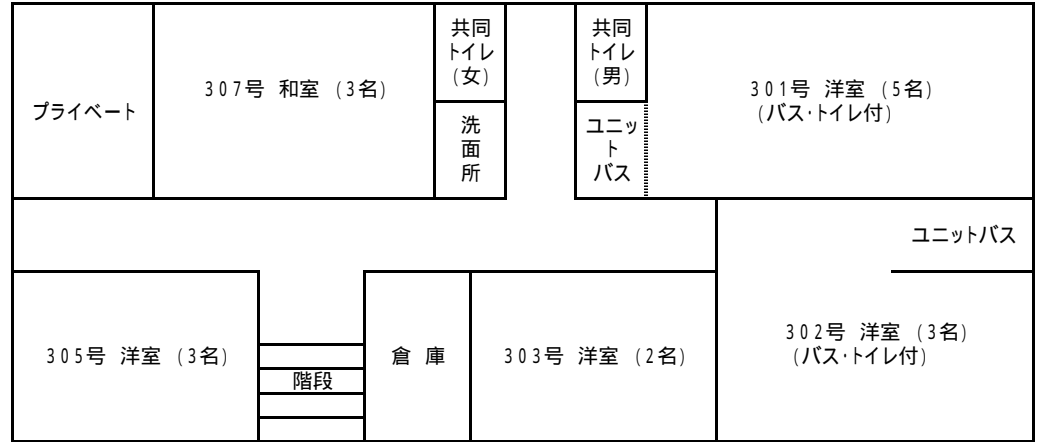 プライベート
307号 和室 (3名)
共同
トイレ
(女)
洗
面
所
共同
トイレ
(男)
ユニッ
ト
バス
301号 洋室 (5名)
(バス・トイレ付)
ユニットバス
305号 洋室 (3名)
階段
倉 庫
303号 洋室 (2名)
302号 洋室 (3名)
(バス・トイレ付)